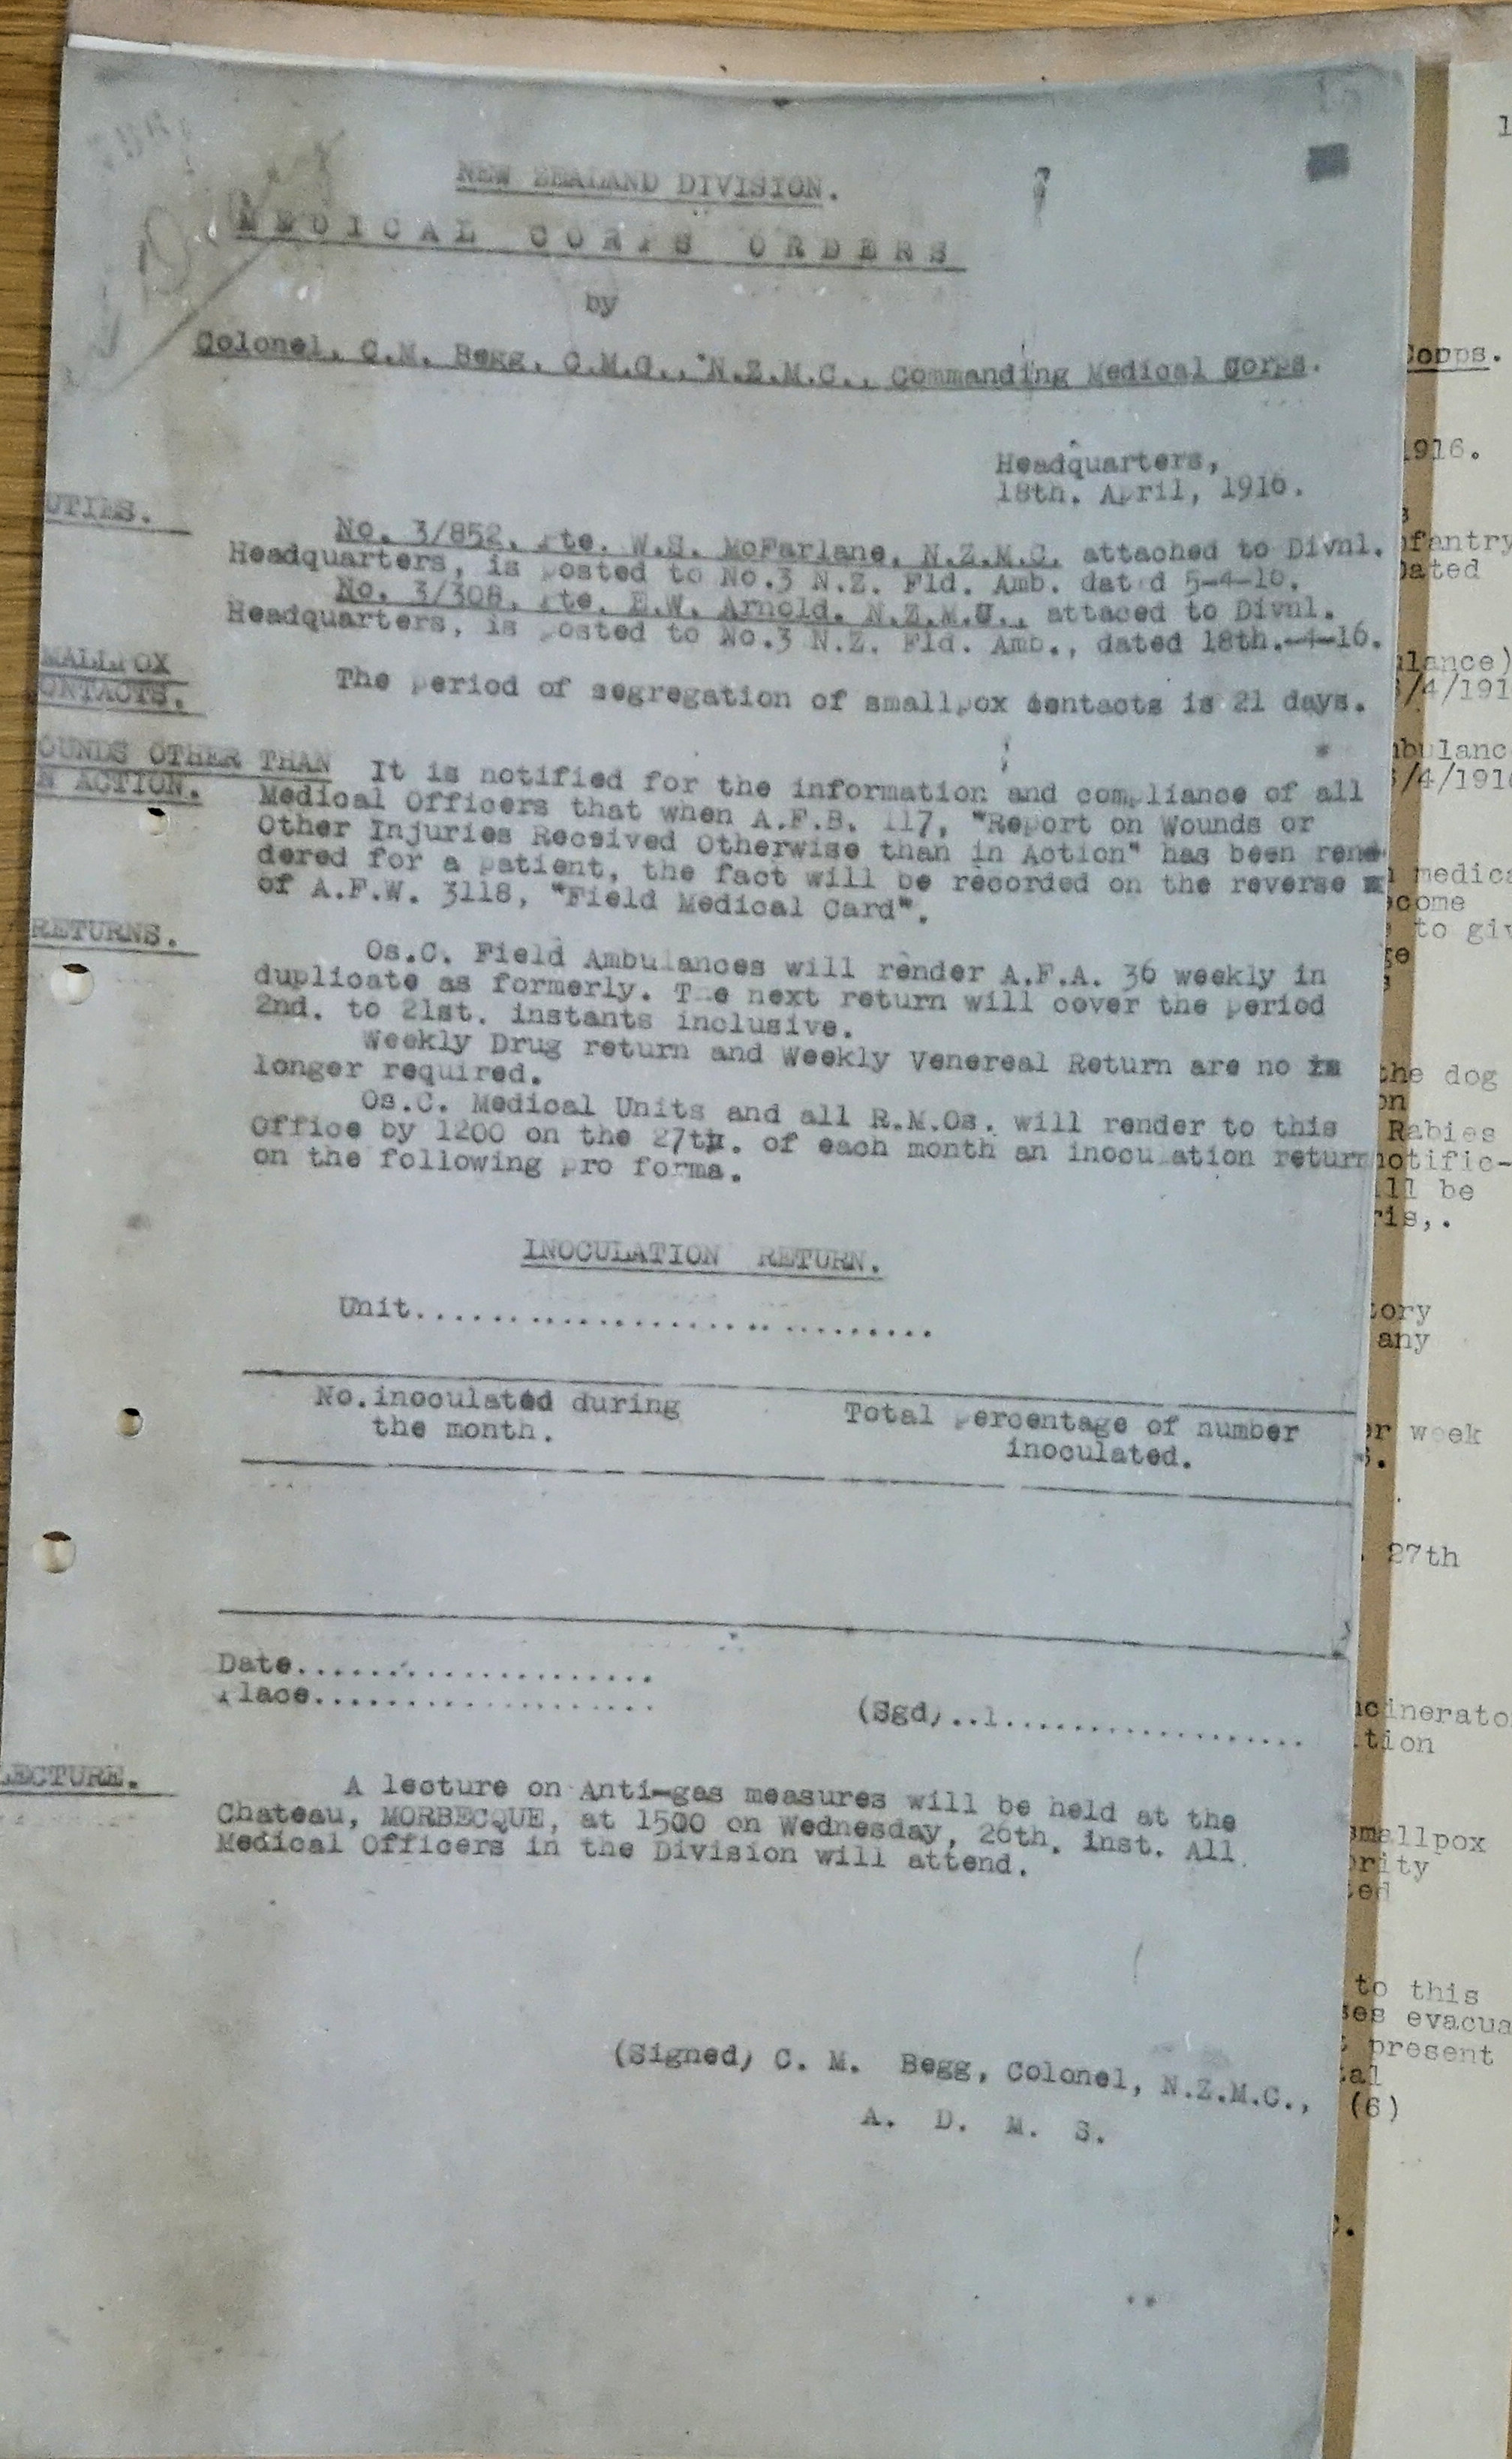 NEW ZEALAND DIVISION.
MEDICAL CORPS ORDERS
by
Colonel. C.M. Begg. C.M.G.. N.Z.M.C.. Commanding Medical Corps.
Headquarters,
18th. April, 1916.
UTIES.
No. 3/852. Pte. W.S. McFarlane. N.Z.M.C. attached to Divnl.
Headquarters, is posted to No.3 N.Z. Fld. Amb. dat d 5-4-16.
No. 3/308. Pte. E.W. Arnold. N.Z.M.C., attaced to Divnl.
Headquarters, is posted to No.3 N.Z. Fld. Amb., dated 18th.-4-16.
MALLPOX
ONTACTS.
The period of segregation of smallpox contacts is 21 days.
OUNDS OTHER THAN
N ACTION.
It is notified for the information and compliance of all
Medical Officers that when A.F.B. 117, "Report on Wounds or
Other Injuries Received Otherwise than in Action" has been rene
dered for a patient, the fact will be recorded on the reverse
of A.F.W. 3118, "Field Medical Card".
RETURNS.
Os.C. Field Ambulances will render A.F.A. 36 weekly in
duplicate as formerly. The next return will cover the period
2nd. to 21st. instants inclusive.
Weekly Drug return and Weekly Venereal Return are no
longer required.
Os.C. Medical Units and all R.M.Os. will render to this
Office by 1200 on the 27th. of each month an inoculation return
on the following pro forma.
INOCULATION RETURN.
Unit.................................
No.inoculated during
the month.
Total percentage of number
inoculated.
Date.......................
Place......................
(Sgd)..l...................
LECTURE.
A lecture on Anti-gas measures will be held at the
Chateau, MORBECQUE, at 1500 on Wednesday, 26th. inst. All
Medical Officers in the Division will attend.
(Signed) C. M. Begg, Colonel, N.Z.M.C.,
A. D. M. S.
1
Corps.
1916.
fantry
ated
lance)
/4/191
bulanc
/4/1916
medica
come
to giv
ge
the dog
on
Rabies
notific-
ll be
ris,.
tory
any
er week
27th
cinerato
tion
smallpox
rity
ted
to this
ses evacua
present
tal
(6)